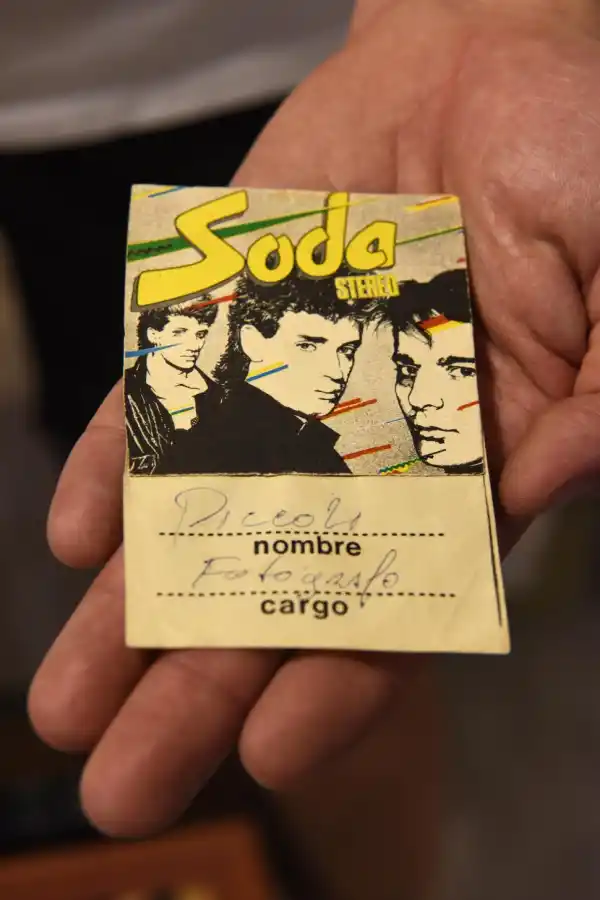 Soda
STEREO
Piccoli
nombre
Fotografo
cargo